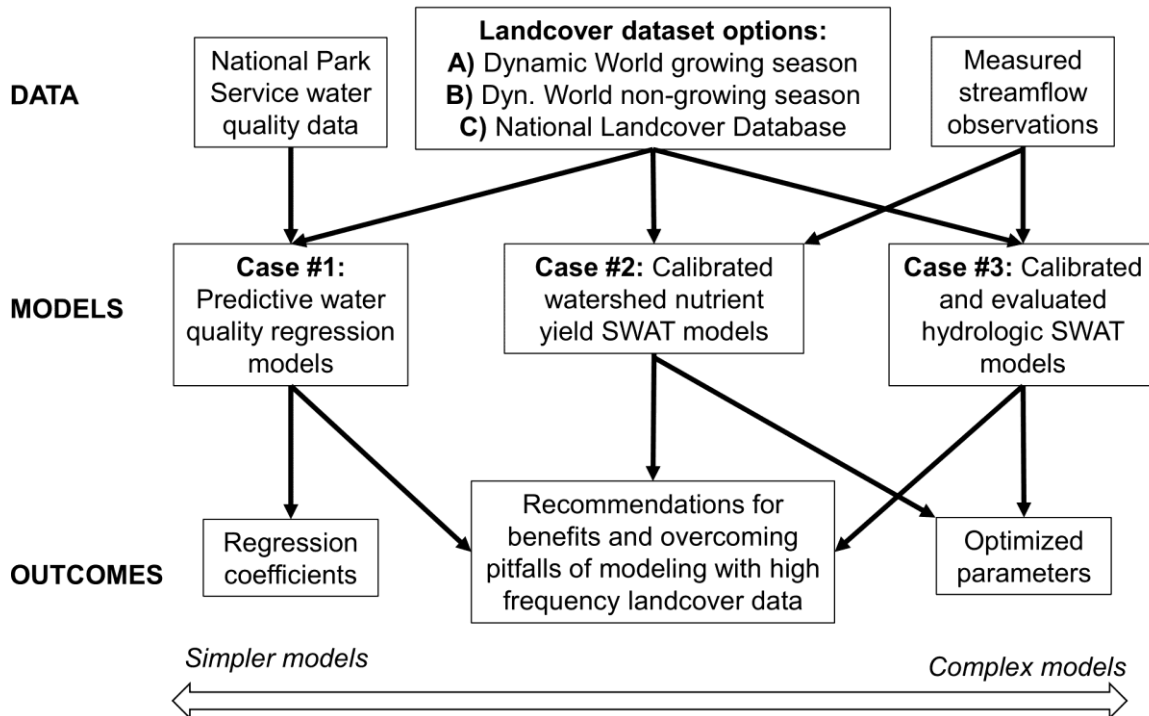 DATA
National Park
Service water
quality data
Landcover dataset options:
A) Dynamic World growing season
B) Dyn. World non-growing season
C) National Landcover Database
Measured
streamflow
observations
MODELS
Case #1:
Predictive water
quality regression
models
Case #2: Calibrated
watershed nutrient
yield SWAT models
Case #3: Calibrated
and evaluated
hydrologic SWAT
models
OUTCOMES
Regression
coefficients
Recommendations for
benefits and overcoming
pitfalls of modeling with high
frequency landcover data
Optimized
parameters
Simpler models
Complex models